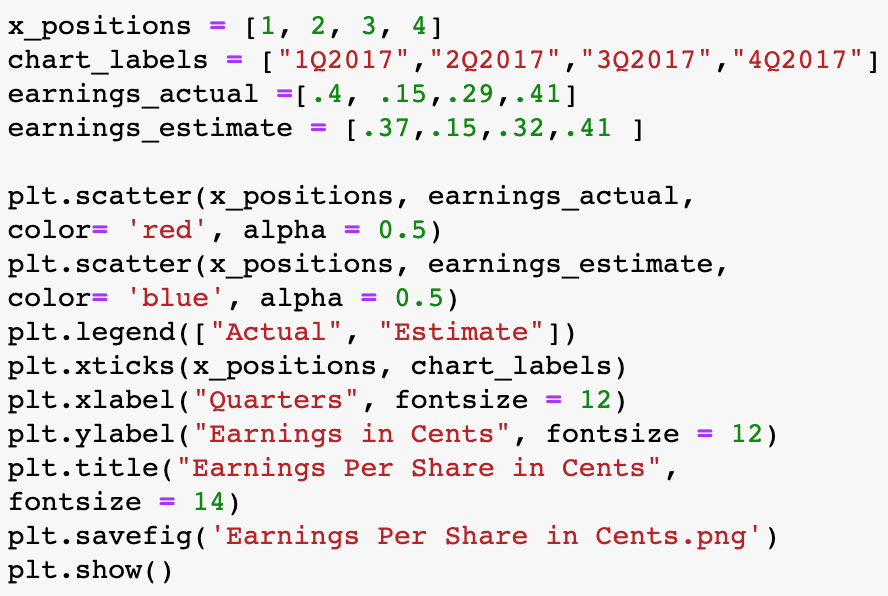 x_positions = [1, 2, 3, 4]
chart_labels = ["1Q2017","2Q2017","3Q2017","4Q2017"]
earnings_actual =[.4, .15,.29,.41]
earnings_estimate = [.37,.15,.32,.41 ]

plt.scatter(x_positions, earnings_actual,
color= 'red', alpha = 0.5)
plt.scatter(x_positions, earnings_estimate,
color= 'blue', alpha = 0.5)
plt.legend(["Actual", "Estimate"])
plt.xticks(x_positions, chart_labels)
plt.xlabel("Quarters", fontsize = 12)
plt.ylabel("Earnings in Cents", fontsize = 12)
plt.title("Earnings Per Share in Cents",
fontsize = 14)
plt.savefig('Earnings Per Share in Cents.png')
plt.show()